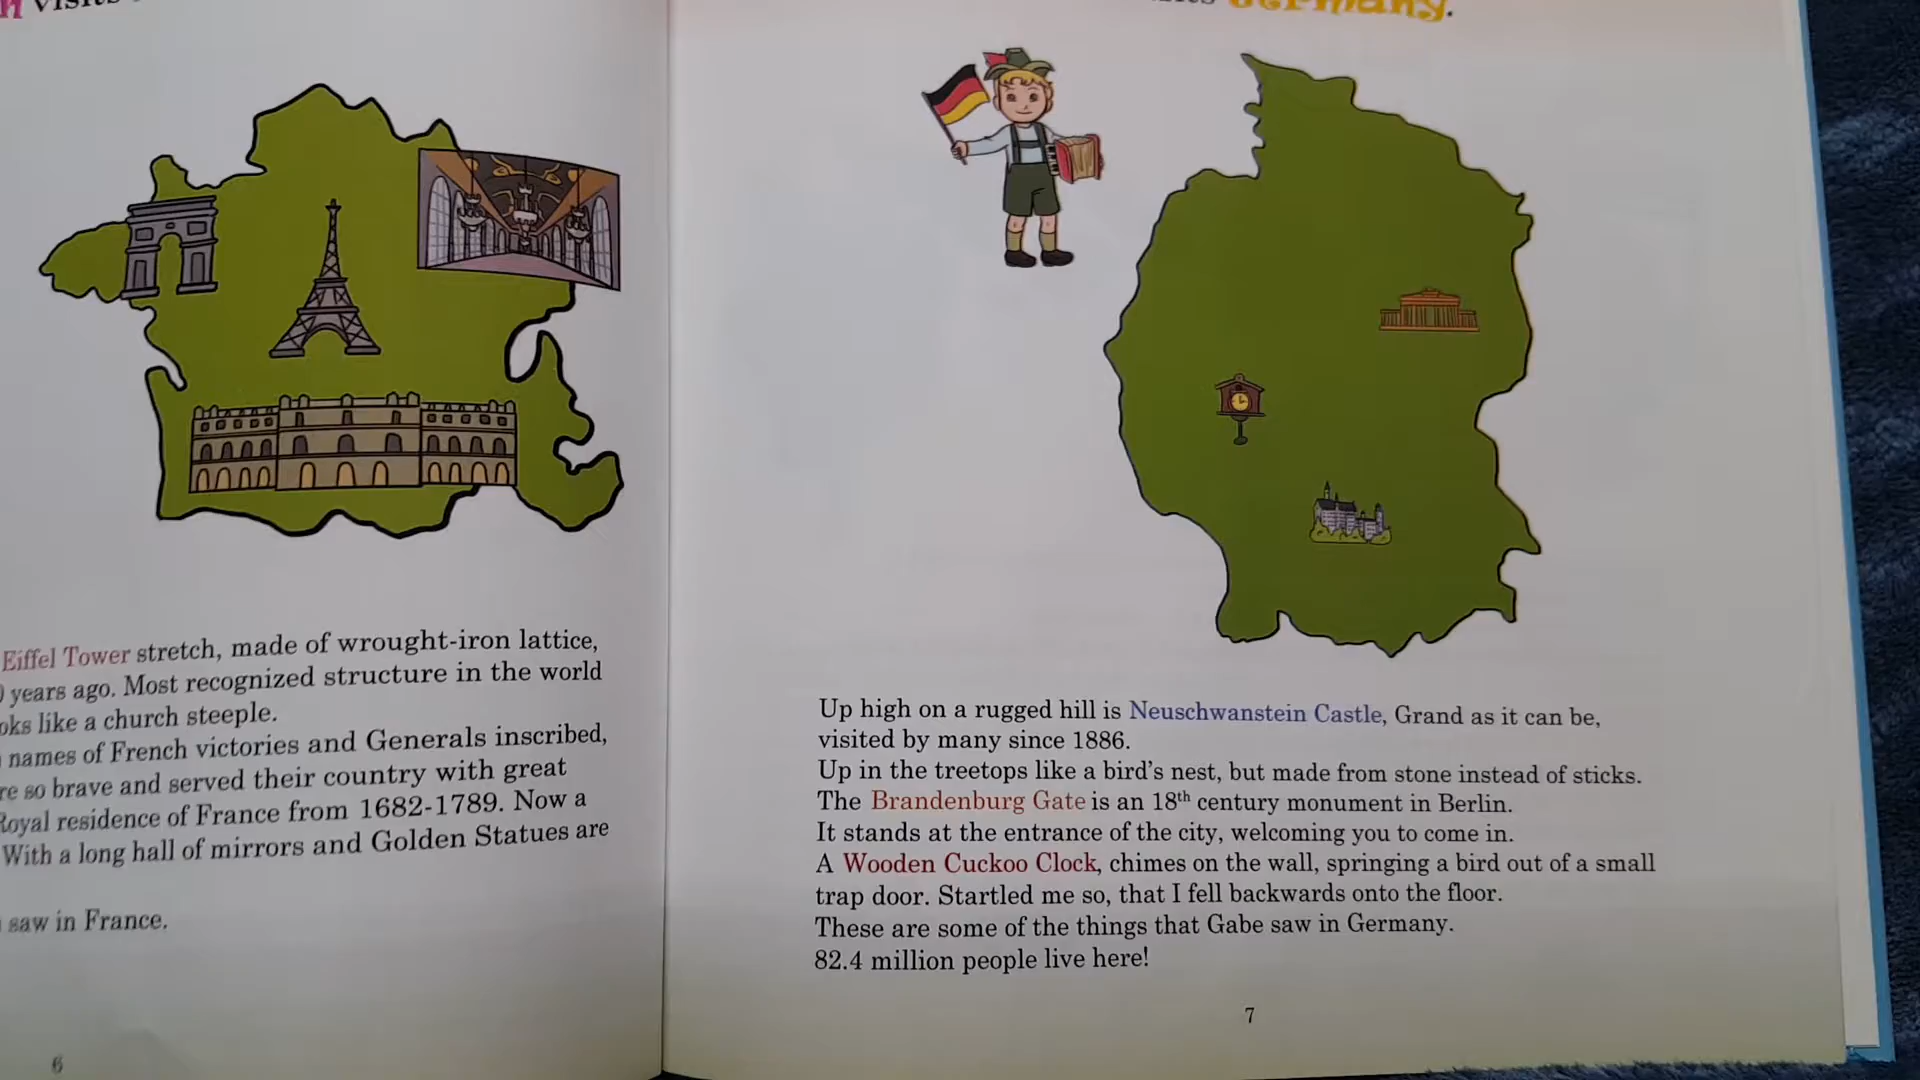 visits
Eiffel Tower stretch, made of wrought-iron lattice,
years ago. Most recognized structure in the world
like a church steeple.
names of French victories and Generals inscribed,
so brave and served their country with great
Royal residence of France from 1682-1789. Now a
With a long hall of mirrors and Golden Statues are
saw in France.
6
Germany.
Up high on a rugged hill is Neuschwanstein Castle, Grand as it can be,
visited by many since 1886.
Up in the treetops like a bird's nest, but made from stone instead of sticks.
The Brandenburg Gate is an 18th century monument in Berlin.
It stands at the entrance of the city, welcoming you to come in.
A Wooden Cuckoo Clock, chimes on the wall, springing a bird out of a small
trap door. Startled me so, that I fell backwards onto the floor.
These are some of the things that Gabe saw in Germany.
82.4 million people live here!
7